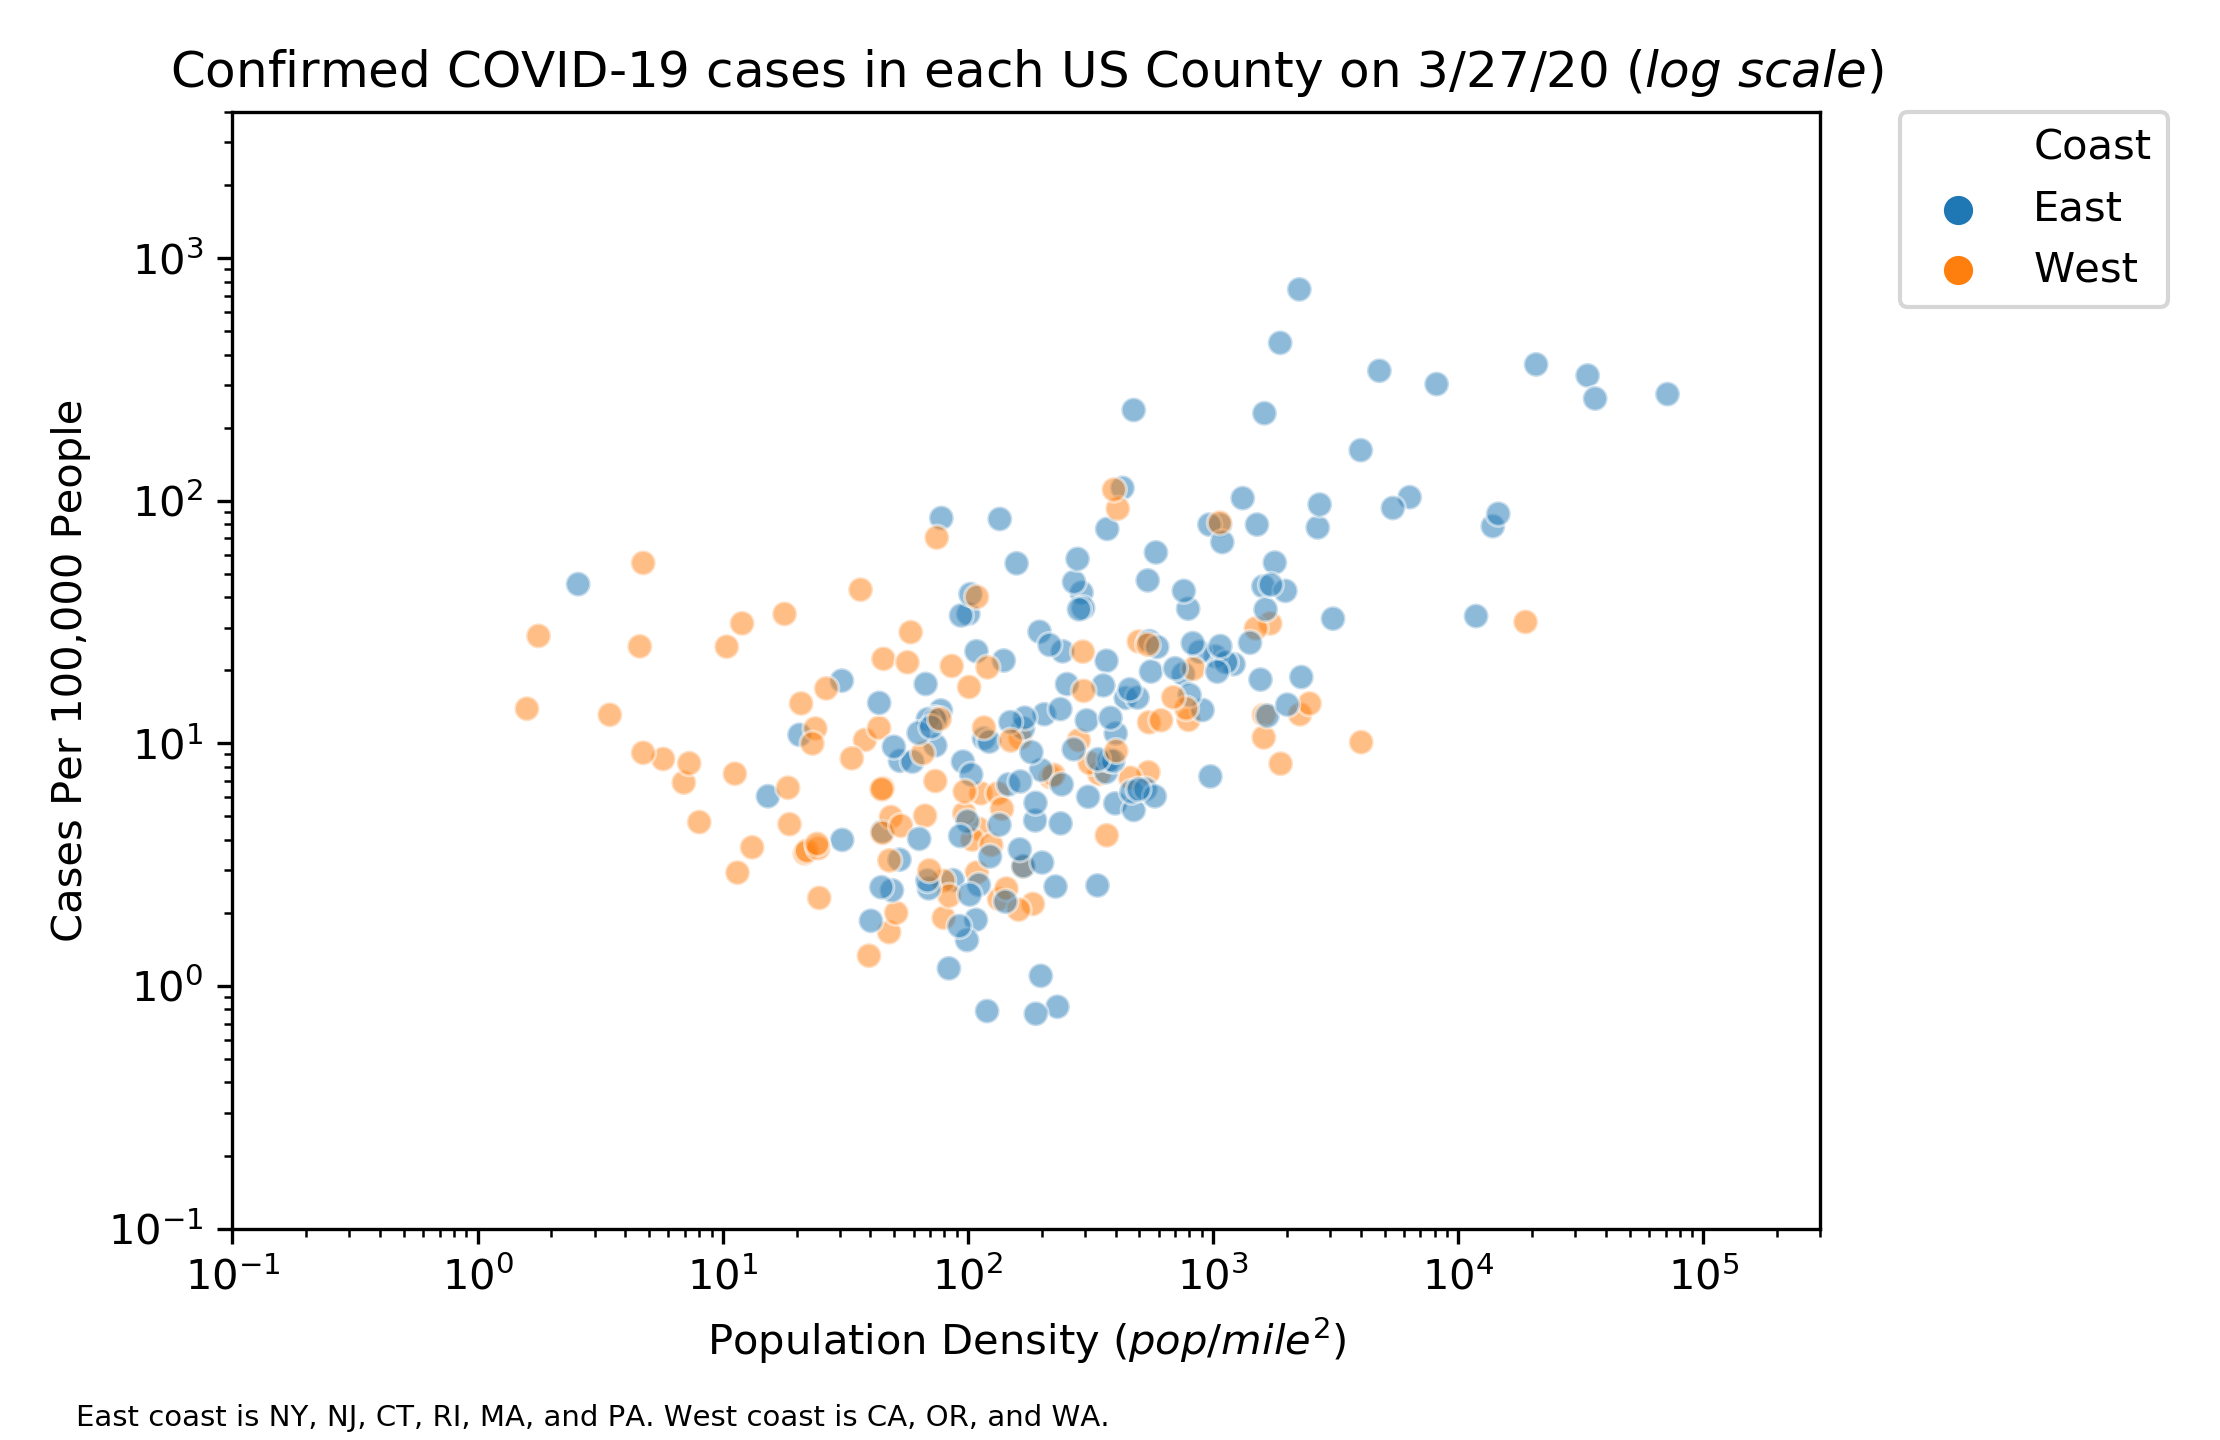 Confirmed COVID-19 cases in each US County on 3/27/20 (log scale)
Coast
East
West
Cases Per 100,000 People
10³
10²
10¹
10⁰
10⁻¹
10⁻¹ 10⁰ 10¹ 10² 10³ 10⁴ 10⁵
Population Density (pop/mile²)
East coast is NY, NJ, CT, RI, MA, and PA. West coast is CA, OR, and WA.